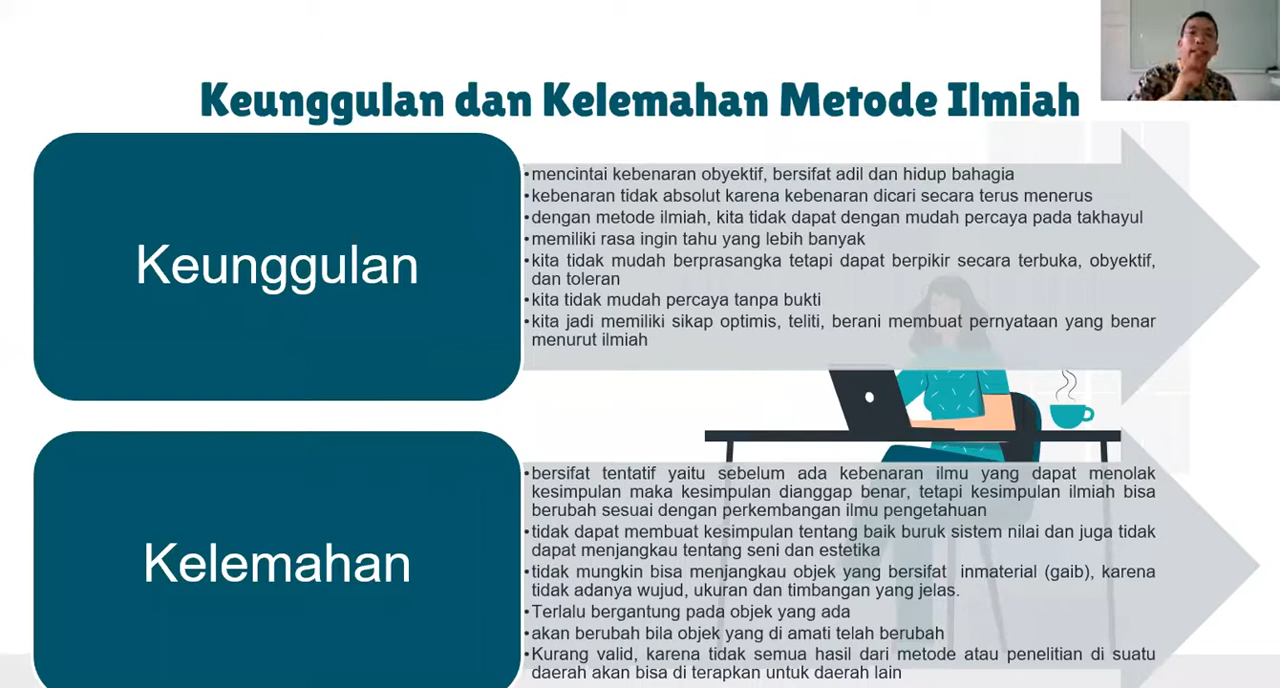 Keunggulan dan Kelemahan Metode Ilmiah
Keunggulan
•mencintai kebenaran obyektif, bersifat adil dan hidup bahagia
•kebenaran tidak absolut karena kebenaran dicari secara terus menerus
•dengan metode ilmiah, kita tidak dapat dengan mudah percaya pada takhayul
•memiliki rasa ingin tahu yang lebih banyak
•kita tidak mudah berprasangka tetapi dapat berpikir secara terbuka, obyektif,
dan toleran
•kita tidak mudah percaya tanpa bukti
•kita jadi memiliki sikap optimis, teliti, berani membuat pernyataan yang benar
menurut ilmiah
Kelemahan
•bersifat tentatif yaitu sebelum ada kebenaran ilmu yang dapat menolak
kesimpulan maka kesimpulan dianggap benar, tetapi kesimpulan ilmiah bisa
berubah sesuai dengan perkembangan ilmu pengetahuan
•tidak dapat membuat kesimpulan tentang baik buruk sistem nilai dan juga tidak
dapat menjangkau tentang seni dan estetika
•tidak mungkin bisa menjangkau objek yang bersifat inmaterial (gaib), karena
tidak adanya wujud, ukuran dan timbangan yang jelas.
•Terlalu bergantung pada objek yang ada
•akan berubah bila objek yang di amati telah berubah
•Kurang valid, karena tidak semua hasil dari metode atau penelitian di suatu
daerah akan bisa di terapkan untuk daerah lain